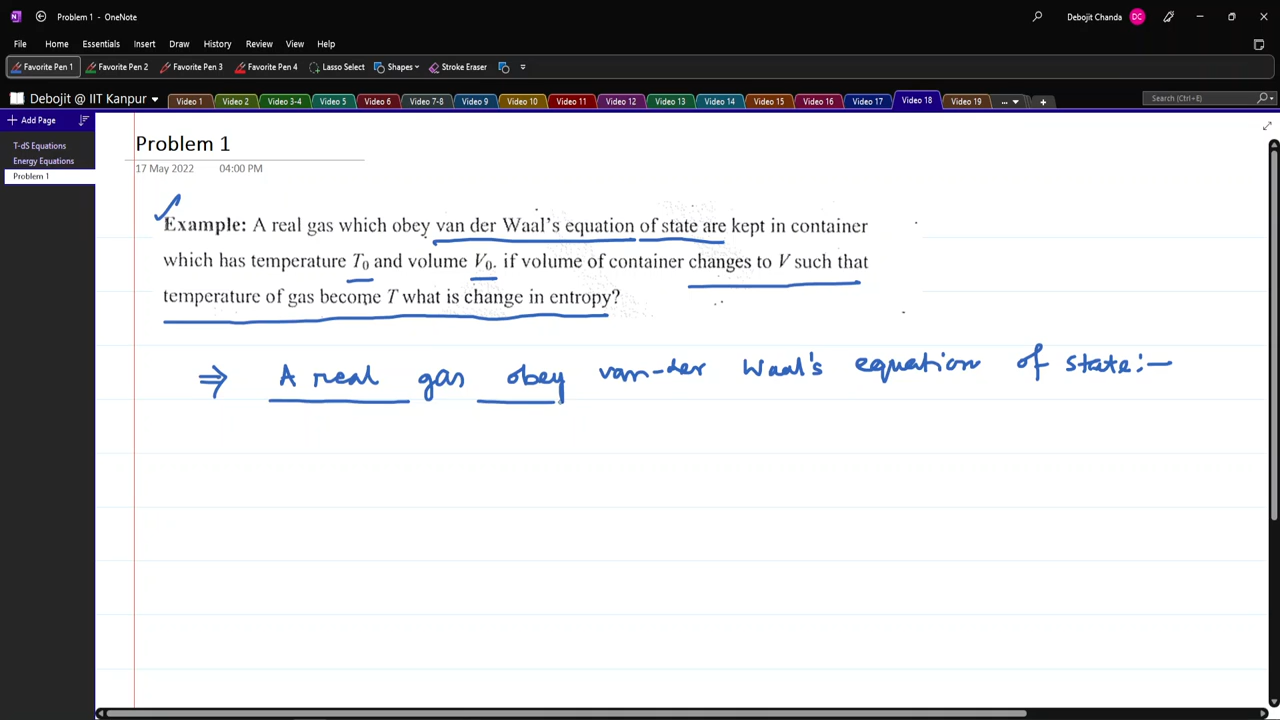 Problem 1 - OneNote
Debojit Chanda DC
File Home Essentials Insert Draw History Review View Help
Favorite Pen 1 Favorite Pen 2 Favorite Pen 3 Favorite Pen 4 Lasso Select Shapes Stroke Eraser
Debojit @ IIT Kanpur Video 1 Video 2 Video 3-4 Video 5 Video 6 Video 7-8 Video 9 Video 10 Video 11 Video 12 Video 13 Video 14 Video 15 Video 16 Video 17 Video 18 Video 19 ... + Search (Ctrl+E)
+ Add Page
T-dS Equations
Energy Equations
Problem 1
Problem 1
17 May 2022 04:00 PM
Example: A real gas which obey van der Waal's equation of state are kept in container
which has temperature T₀ and volume V₀. if volume of container changes to V such that
temperature of gas become T what is change in entropy?
⇒ A real gas obey van-der Waal's equation of state:—